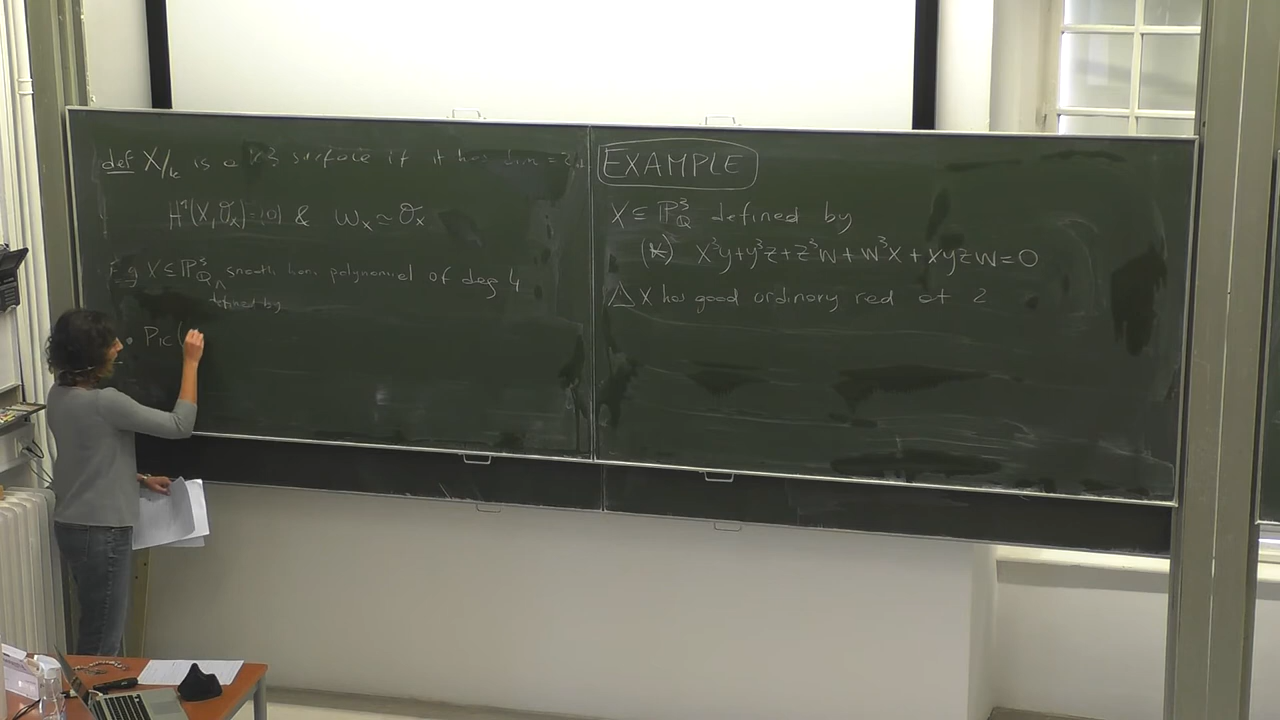 def X/k is a K3 surface if it has dim = 2,
H¹(X, O_X) = {0} & ω_X ≃ O_X
E.g X ⊆ ℙ³_ℚ smooth hom. polynomial of deg 4
defined by
• Pic(
EXAMPLE
X ⊆ ℙ³_ℚ defined by
(*) x³y+y³z+z³w+w³x+xyzw=0
⚠ X has good ordinary red at 2